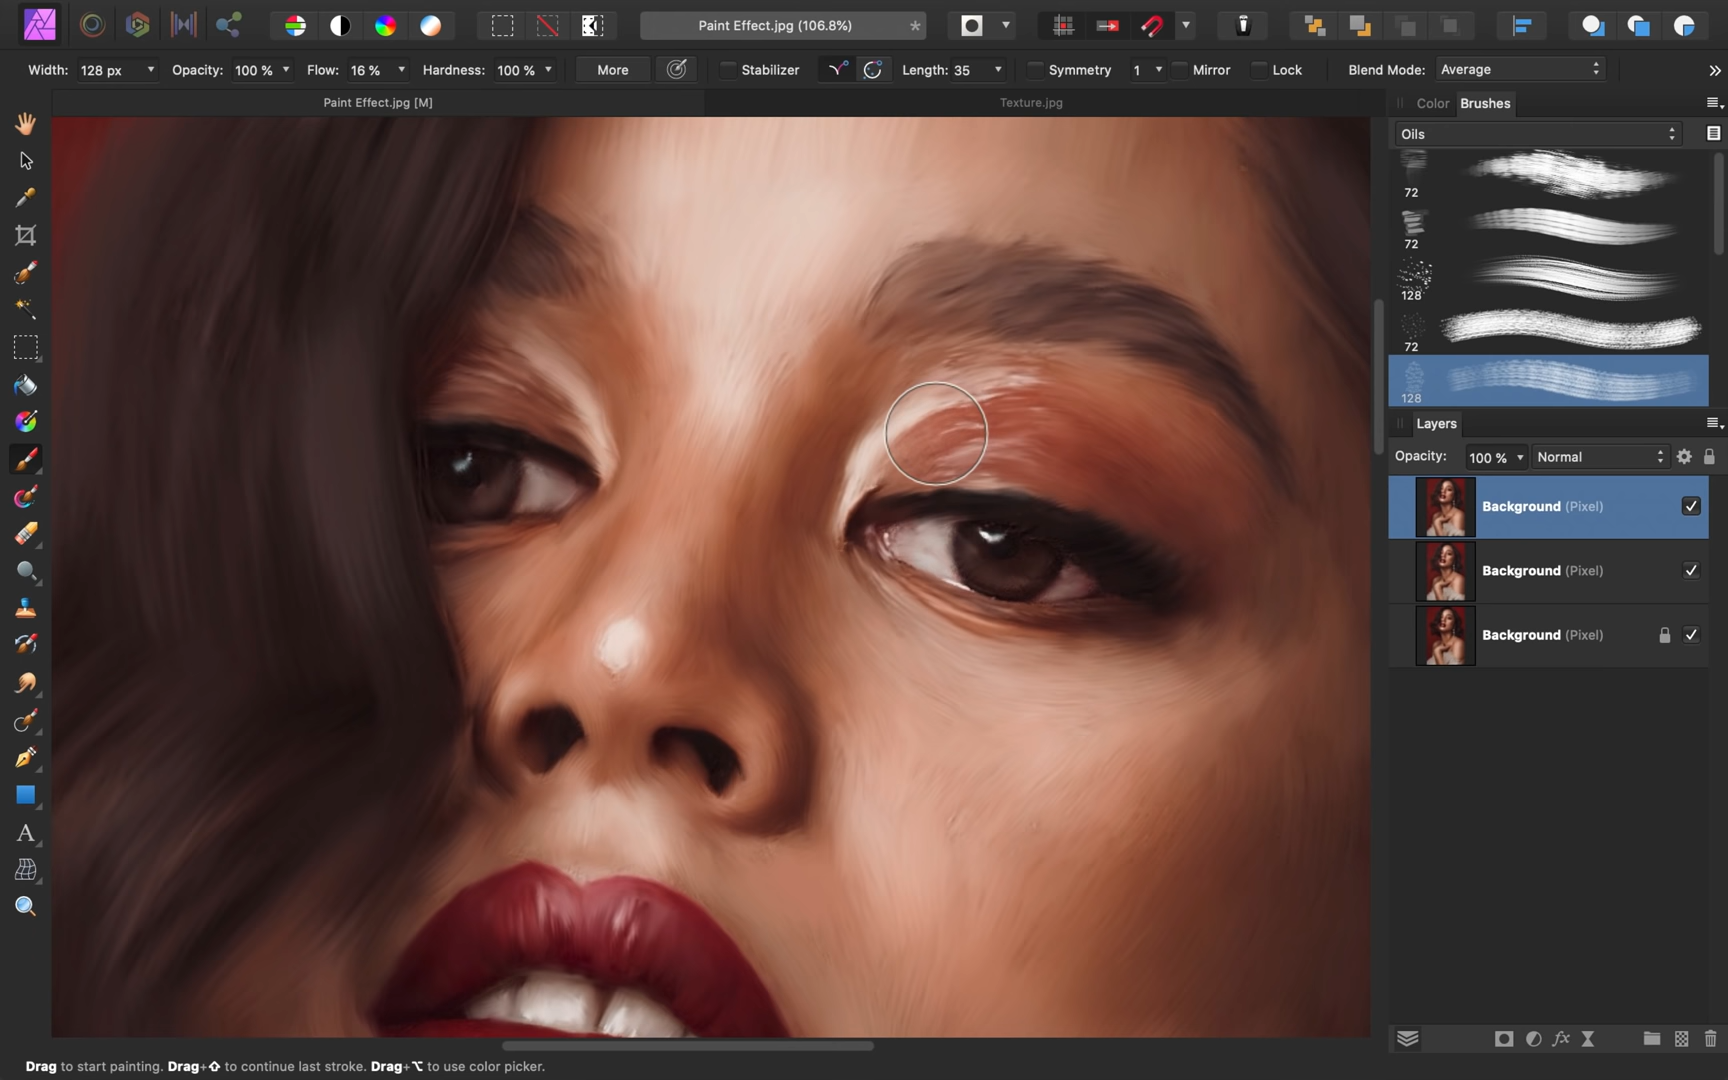 Paint Effect.jpg (106.8%) *
Width: 128 px Opacity: 100 % Flow: 16 % Hardness: 100 % More Stabilizer Length: 35 Symmetry 1 Mirror Lock Blend Mode: Average
Paint Effect.jpg [M] Texture.jpg
Color Brushes
Oils
72
72
128
72
128
Layers
Opacity: 100 % Normal
Background (Pixel)
Background (Pixel)
Background (Pixel)
A
fx
Drag to start painting. Drag+⇧ to continue last stroke. Drag+⌥ to use color picker.